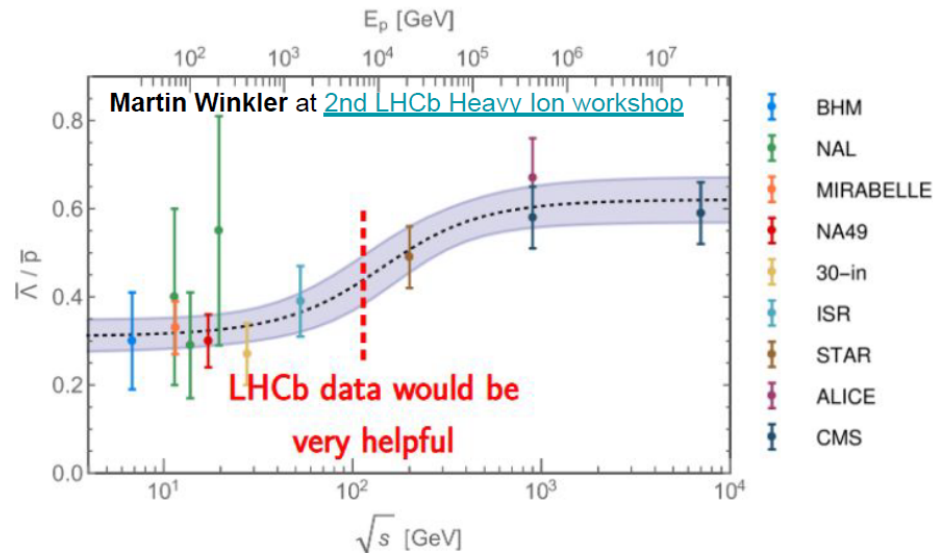 E_p [GeV]
10^2 10^3 10^4 10^5 10^6 10^7
Martin Winkler at 2nd LHCb Heavy Ion workshop
0.8
0.6
0.4
0.2
0.0
Λ̅ / p̅
LHCb data would be
very helpful
10^1 10^2 10^3 10^4
√s [GeV]
BHM
NAL
MIRABELLE
NA49
30-in
ISR
STAR
ALICE
CMS